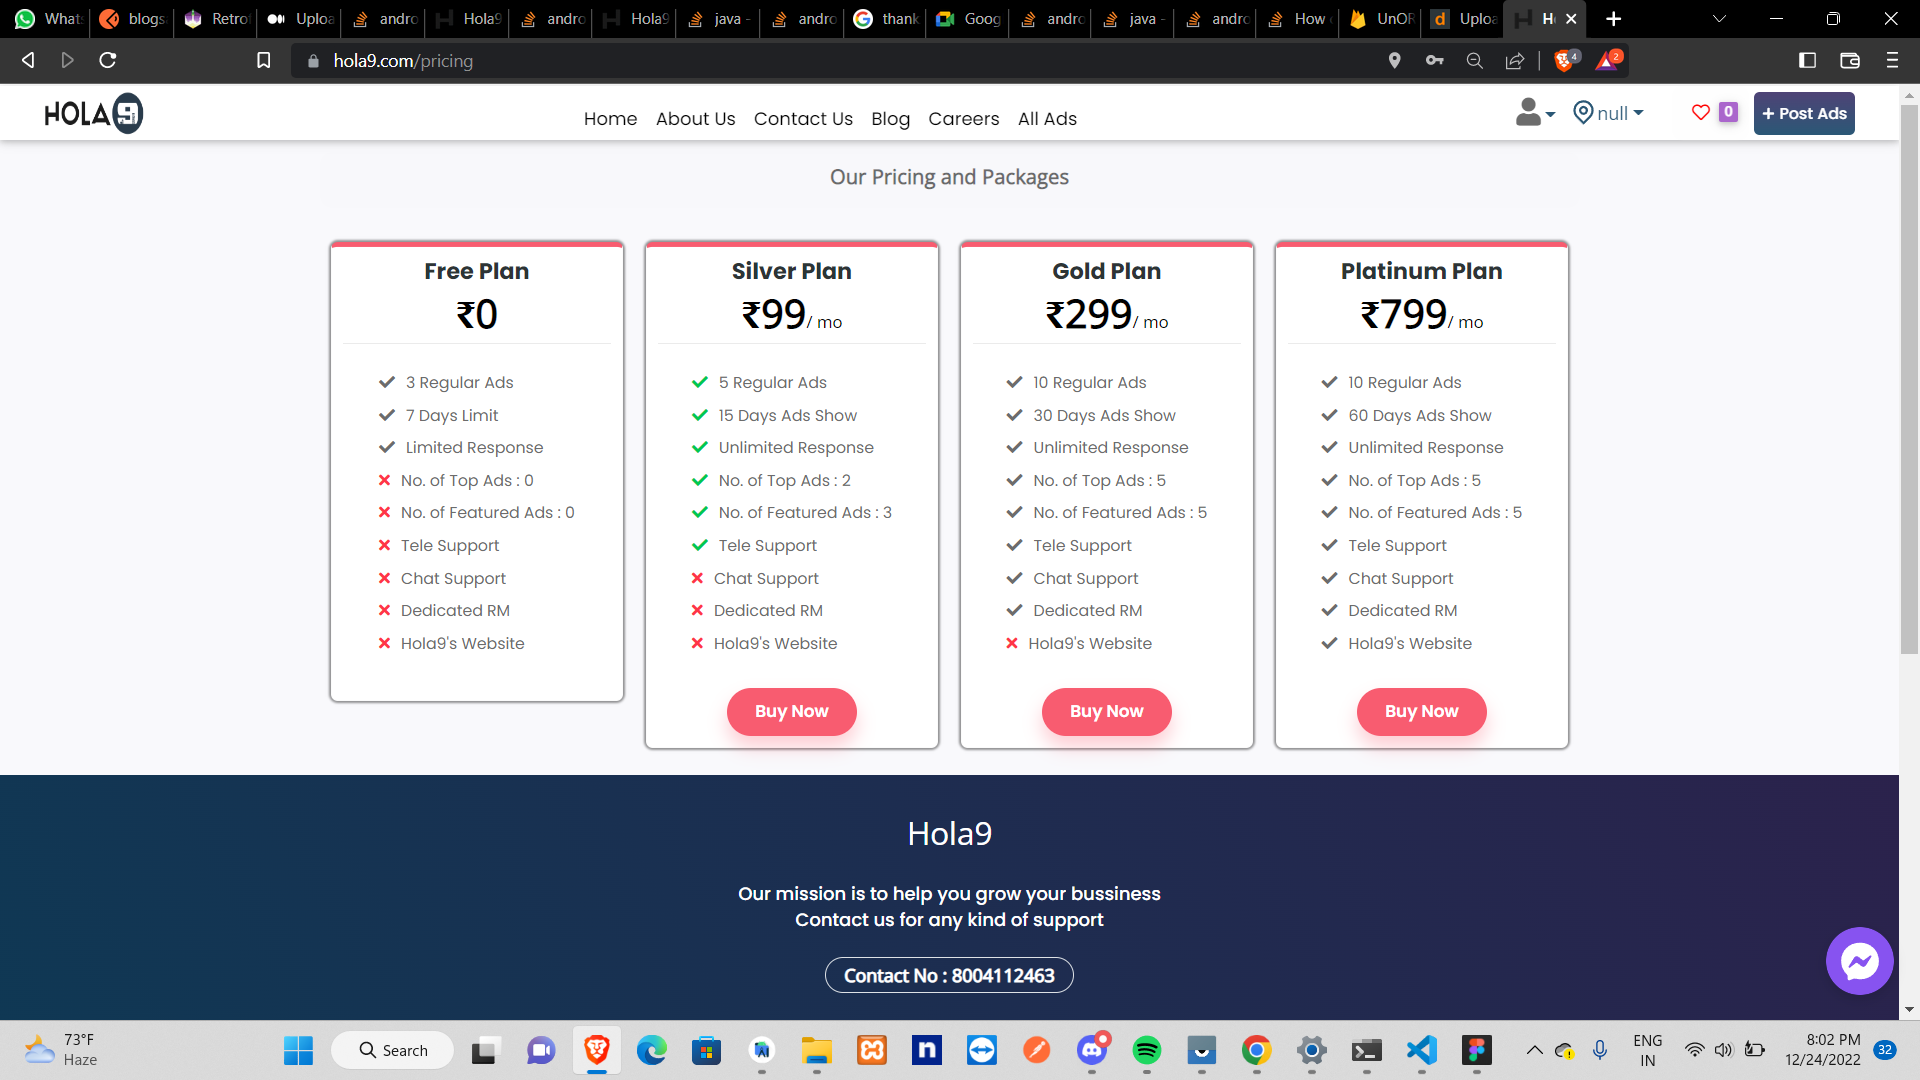 Whats
blogs
Retrof
Uploa
andro
Hola9
andro
Hola9
java -
andro
thank
Goog
andro
java -
andro
How
UnOR
Uploa
H
hola9.com/pricing
4
2
HOLA 9
Home
About Us
Contact Us
Blog
Careers
All Ads
null
0
+ Post Ads
Our Pricing and Packages
Free Plan
₹0
3 Regular Ads
7 Days Limit
Limited Response
No. of Top Ads : 0
No. of Featured Ads : 0
Tele Support
Chat Support
Dedicated RM
Hola9's Website
Silver Plan
₹99/ mo
5 Regular Ads
15 Days Ads Show
Unlimited Response
No. of Top Ads : 2
No. of Featured Ads : 3
Tele Support
Chat Support
Dedicated RM
Hola9's Website
Buy Now
Gold Plan
₹299/ mo
10 Regular Ads
30 Days Ads Show
Unlimited Response
No. of Top Ads : 5
No. of Featured Ads : 5
Tele Support
Chat Support
Dedicated RM
Hola9's Website
Buy Now
Platinum Plan
₹799/ mo
10 Regular Ads
60 Days Ads Show
Unlimited Response
No. of Top Ads : 5
No. of Featured Ads : 5
Tele Support
Chat Support
Dedicated RM
Hola9's Website
Buy Now
Hola9
Our mission is to help you grow your bussiness
Contact us for any kind of support
Contact No : 8004112463
73°F
Haze
Search
ENG
IN
8:02 PM
12/24/2022
32